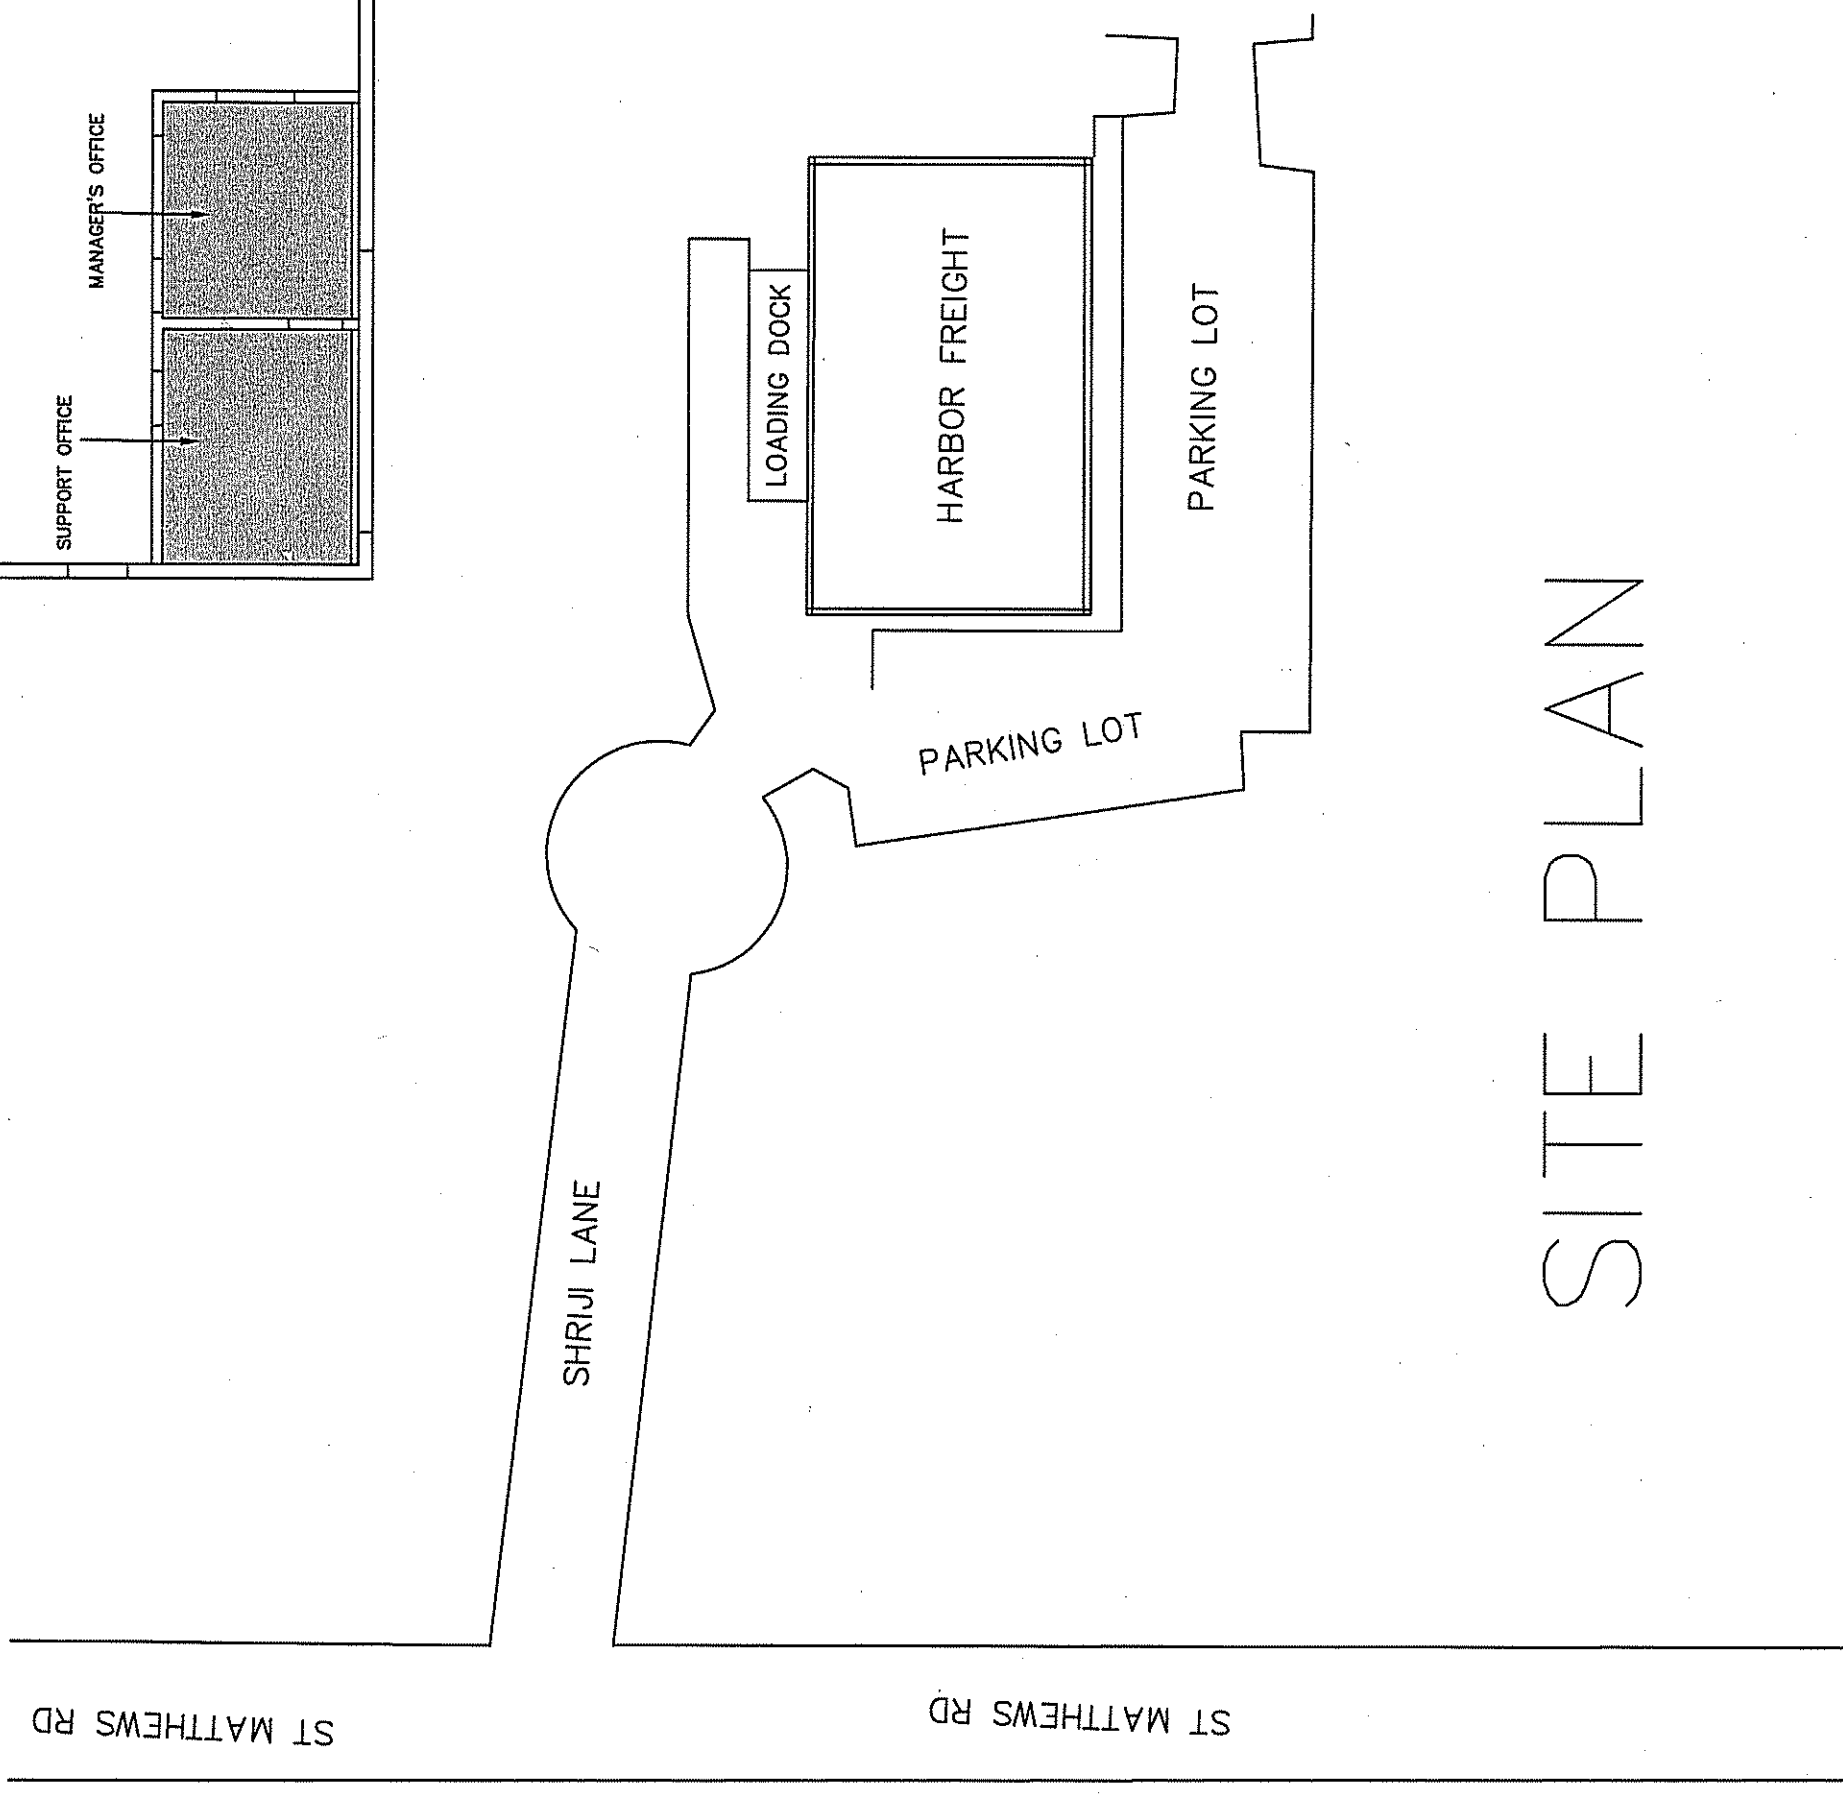 SUPPORT OFFICE
MANAGER'S OFFICE
LOADING DOCK
HARBOR FREIGHT
PARKING LOT
PARKING LOT
SHRIJI LANE
ST MATTHEWS RD
ST MATTHEWS RD
SITE PLAN